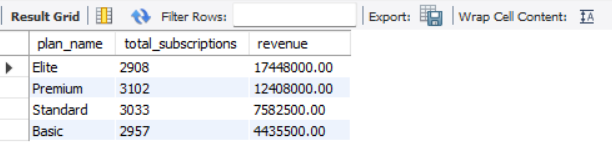 Result Grid Filter Rows: Export: Wrap Cell Content: IA
plan_name total_subscriptions revenue
Elite 2908 17448000.00
Premium 3102 12408000.00
Standard 3033 7582500.00
Basic 2957 4435500.00